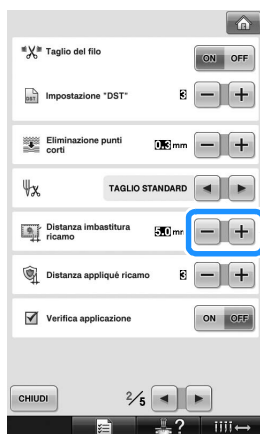 Taglio del filo
ON OFF
DST
Impostazione "DST"
3
Eliminazione punti
corti
0.3 mm
TAGLIO STANDARD
Distanza imbastitura
ricamo
5.0 mm
Distanza appliqué ricamo
3
Verifica applicazione
ON OFF
CHIUDI
2/5
?